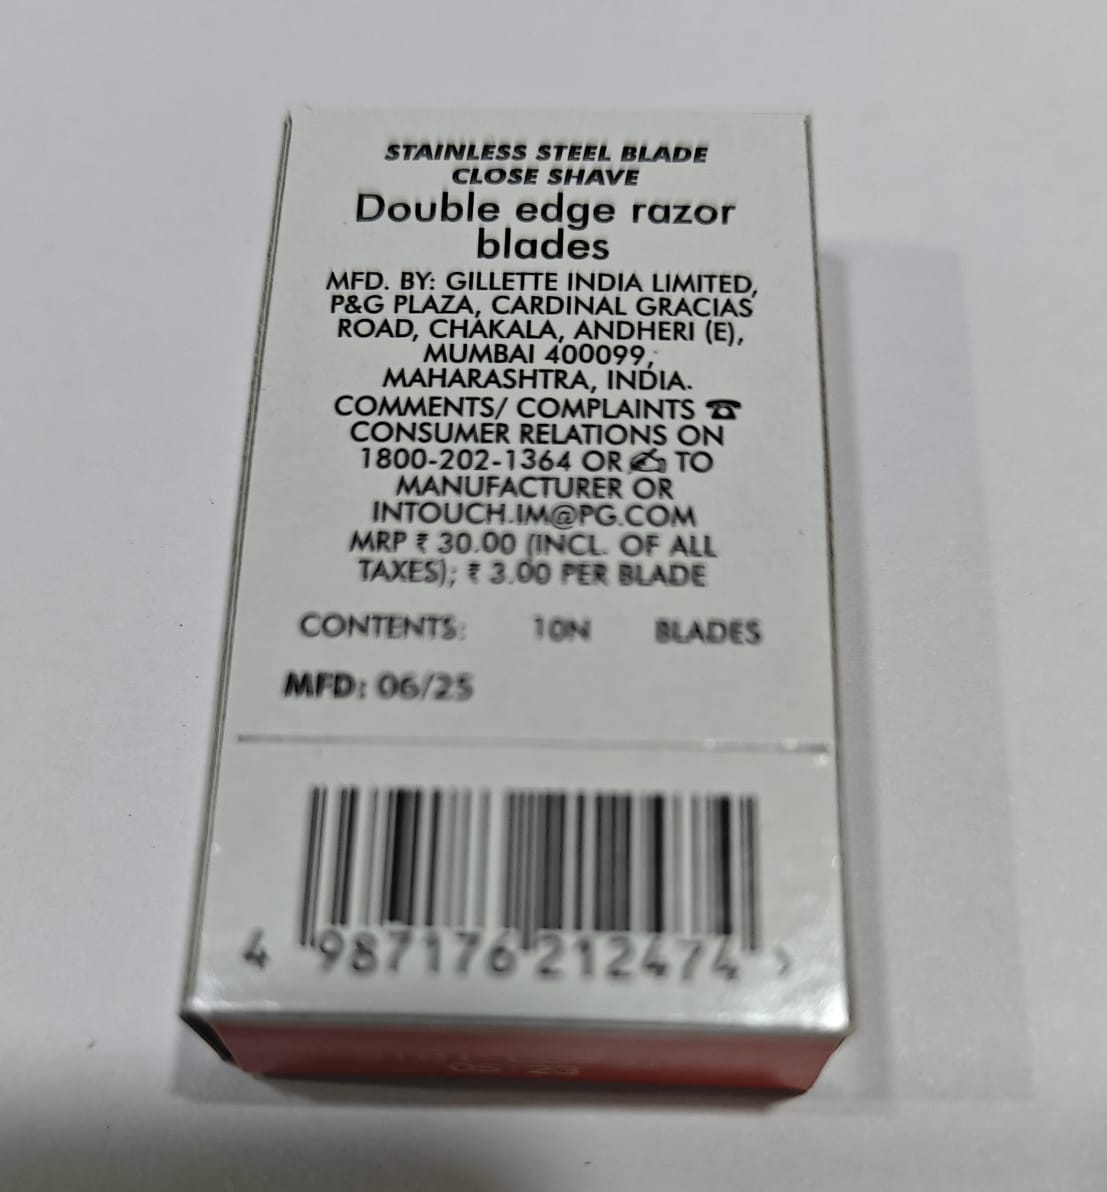 STAINLESS STEEL BLADE
CLOSE SHAVE
Double edge razor
blades
MFD. BY: GILLETTE INDIA LIMITED,
P&G PLAZA, CARDINAL GRACIAS
ROAD, CHAKALA, ANDHERI (E),
MUMBAI 400099,
MAHARASHTRA, INDIA.
COMMENTS/ COMPLAINTS ☎
CONSUMER RELATIONS ON
1800-202-1364 OR ✍ TO
MANUFACTURER OR
INTOUCH.IM@PG.COM
MRP ₹ 30.00 (INCL. OF ALL
TAXES); ₹ 3.00 PER BLADE
CONTENTS: 10N BLADES
MFD: 06/25
4 987176 212474 >